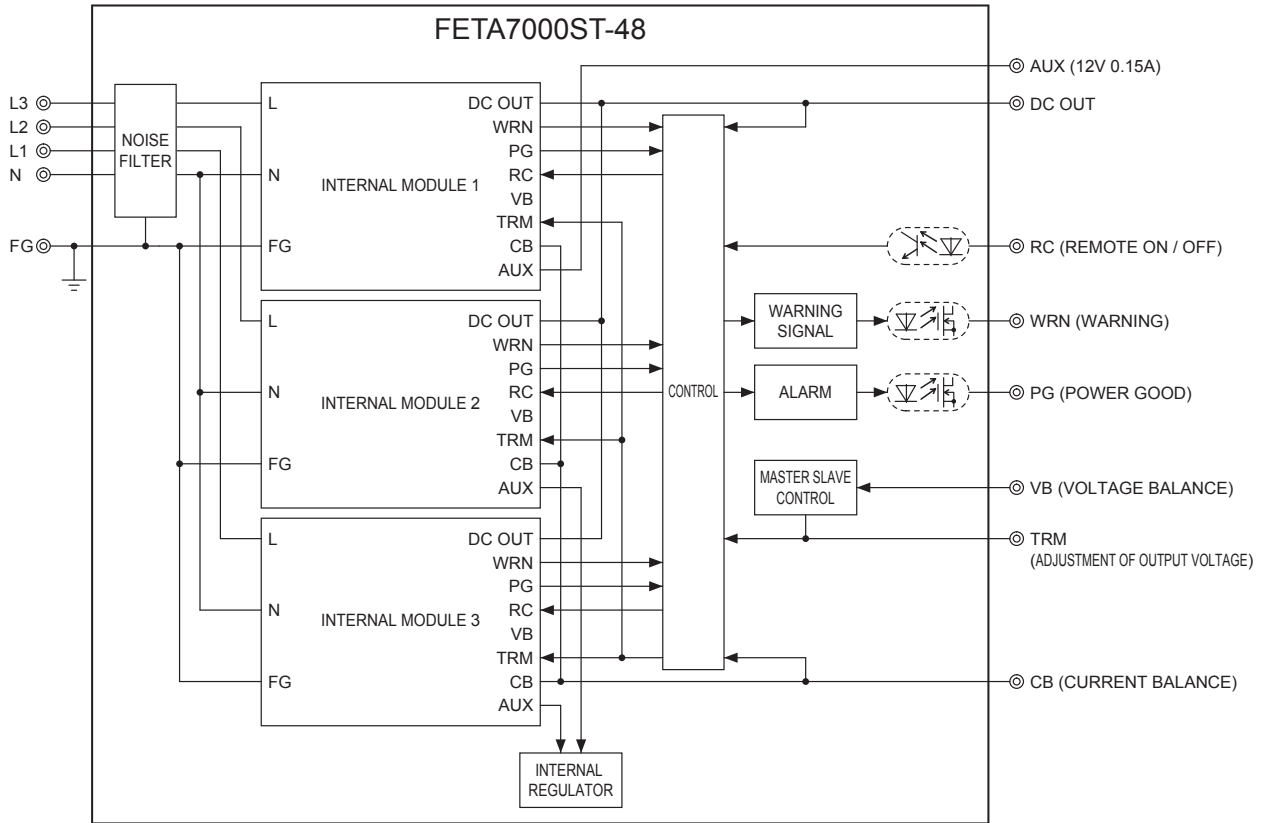 FETA7000ST-48
L3
L2
L1
N
FG
NOISE
FILTER
INTERNAL MODULE 1
L
N
FG
DC OUT
WRN
PG
RC
VB
TRM
CB
AUX
INTERNAL MODULE 2
L
N
FG
DC OUT
WRN
PG
RC
VB
TRM
CB
AUX
INTERNAL MODULE 3
L
N
FG
DC OUT
WRN
PG
RC
VB
TRM
CB
AUX
INTERNAL
REGULATOR
CONTROL
WARNING
SIGNAL
ALARM
MASTER SLAVE
CONTROL
AUX (12V 0.15A)
DC OUT
RC (REMOTE ON / OFF)
WRN (WARNING)
PG (POWER GOOD)
VB (VOLTAGE BALANCE)
TRM
(ADJUSTMENT OF OUTPUT VOLTAGE)
CB (CURRENT BALANCE)